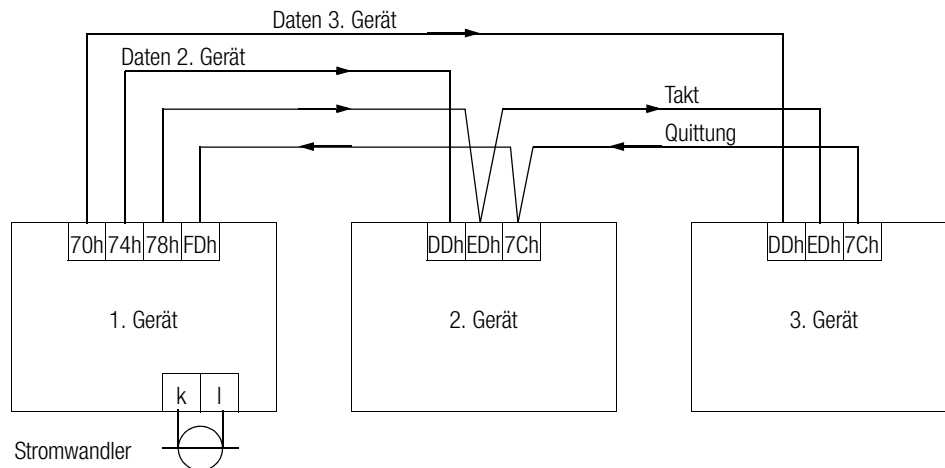 Daten 3. Gerät
Daten 2. Gerät
Takt
Quittung
70h 74h 78h FDh
DDh EDh 7Ch
DDh EDh 7Ch
1. Gerät
2. Gerät
3. Gerät
k l
Stromwandler